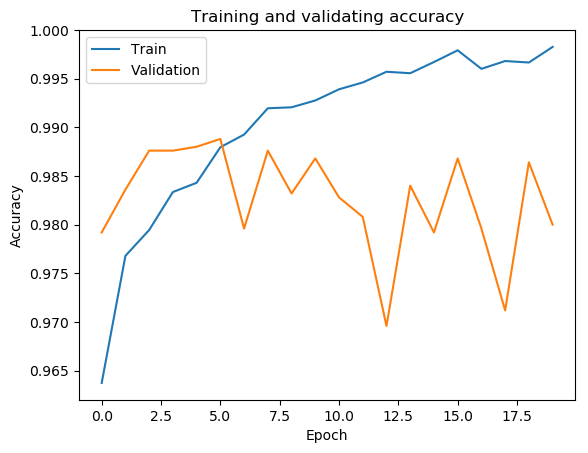 Training and validating accuracy
Train
Validation
1.000
0.995
0.990
0.985
0.980
0.975
0.970
0.965
Accuracy
0.0 2.5 5.0 7.5 10.0 12.5 15.0 17.5
Epoch